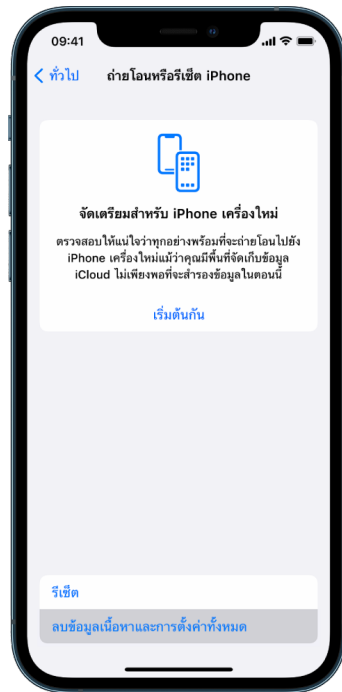 09:41
ทั่วไป ถ่ายโอนหรือรีเซ็ต iPhone
จัดเตรียมสำหรับ iPhone เครื่องใหม่
ตรวจสอบให้แน่ใจว่าทุกอย่างพร้อมที่จะถ่ายโอนไปยัง
iPhone เครื่องใหม่แม้ว่าคุณมีพื้นที่จัดเก็บข้อมูล
iCloud ไม่เพียงพอที่จะสำรองข้อมูลในตอนนี้
เริ่มต้นกัน
รีเซ็ต
ลบข้อมูลเนื้อหาและการตั้งค่าทั้งหมด